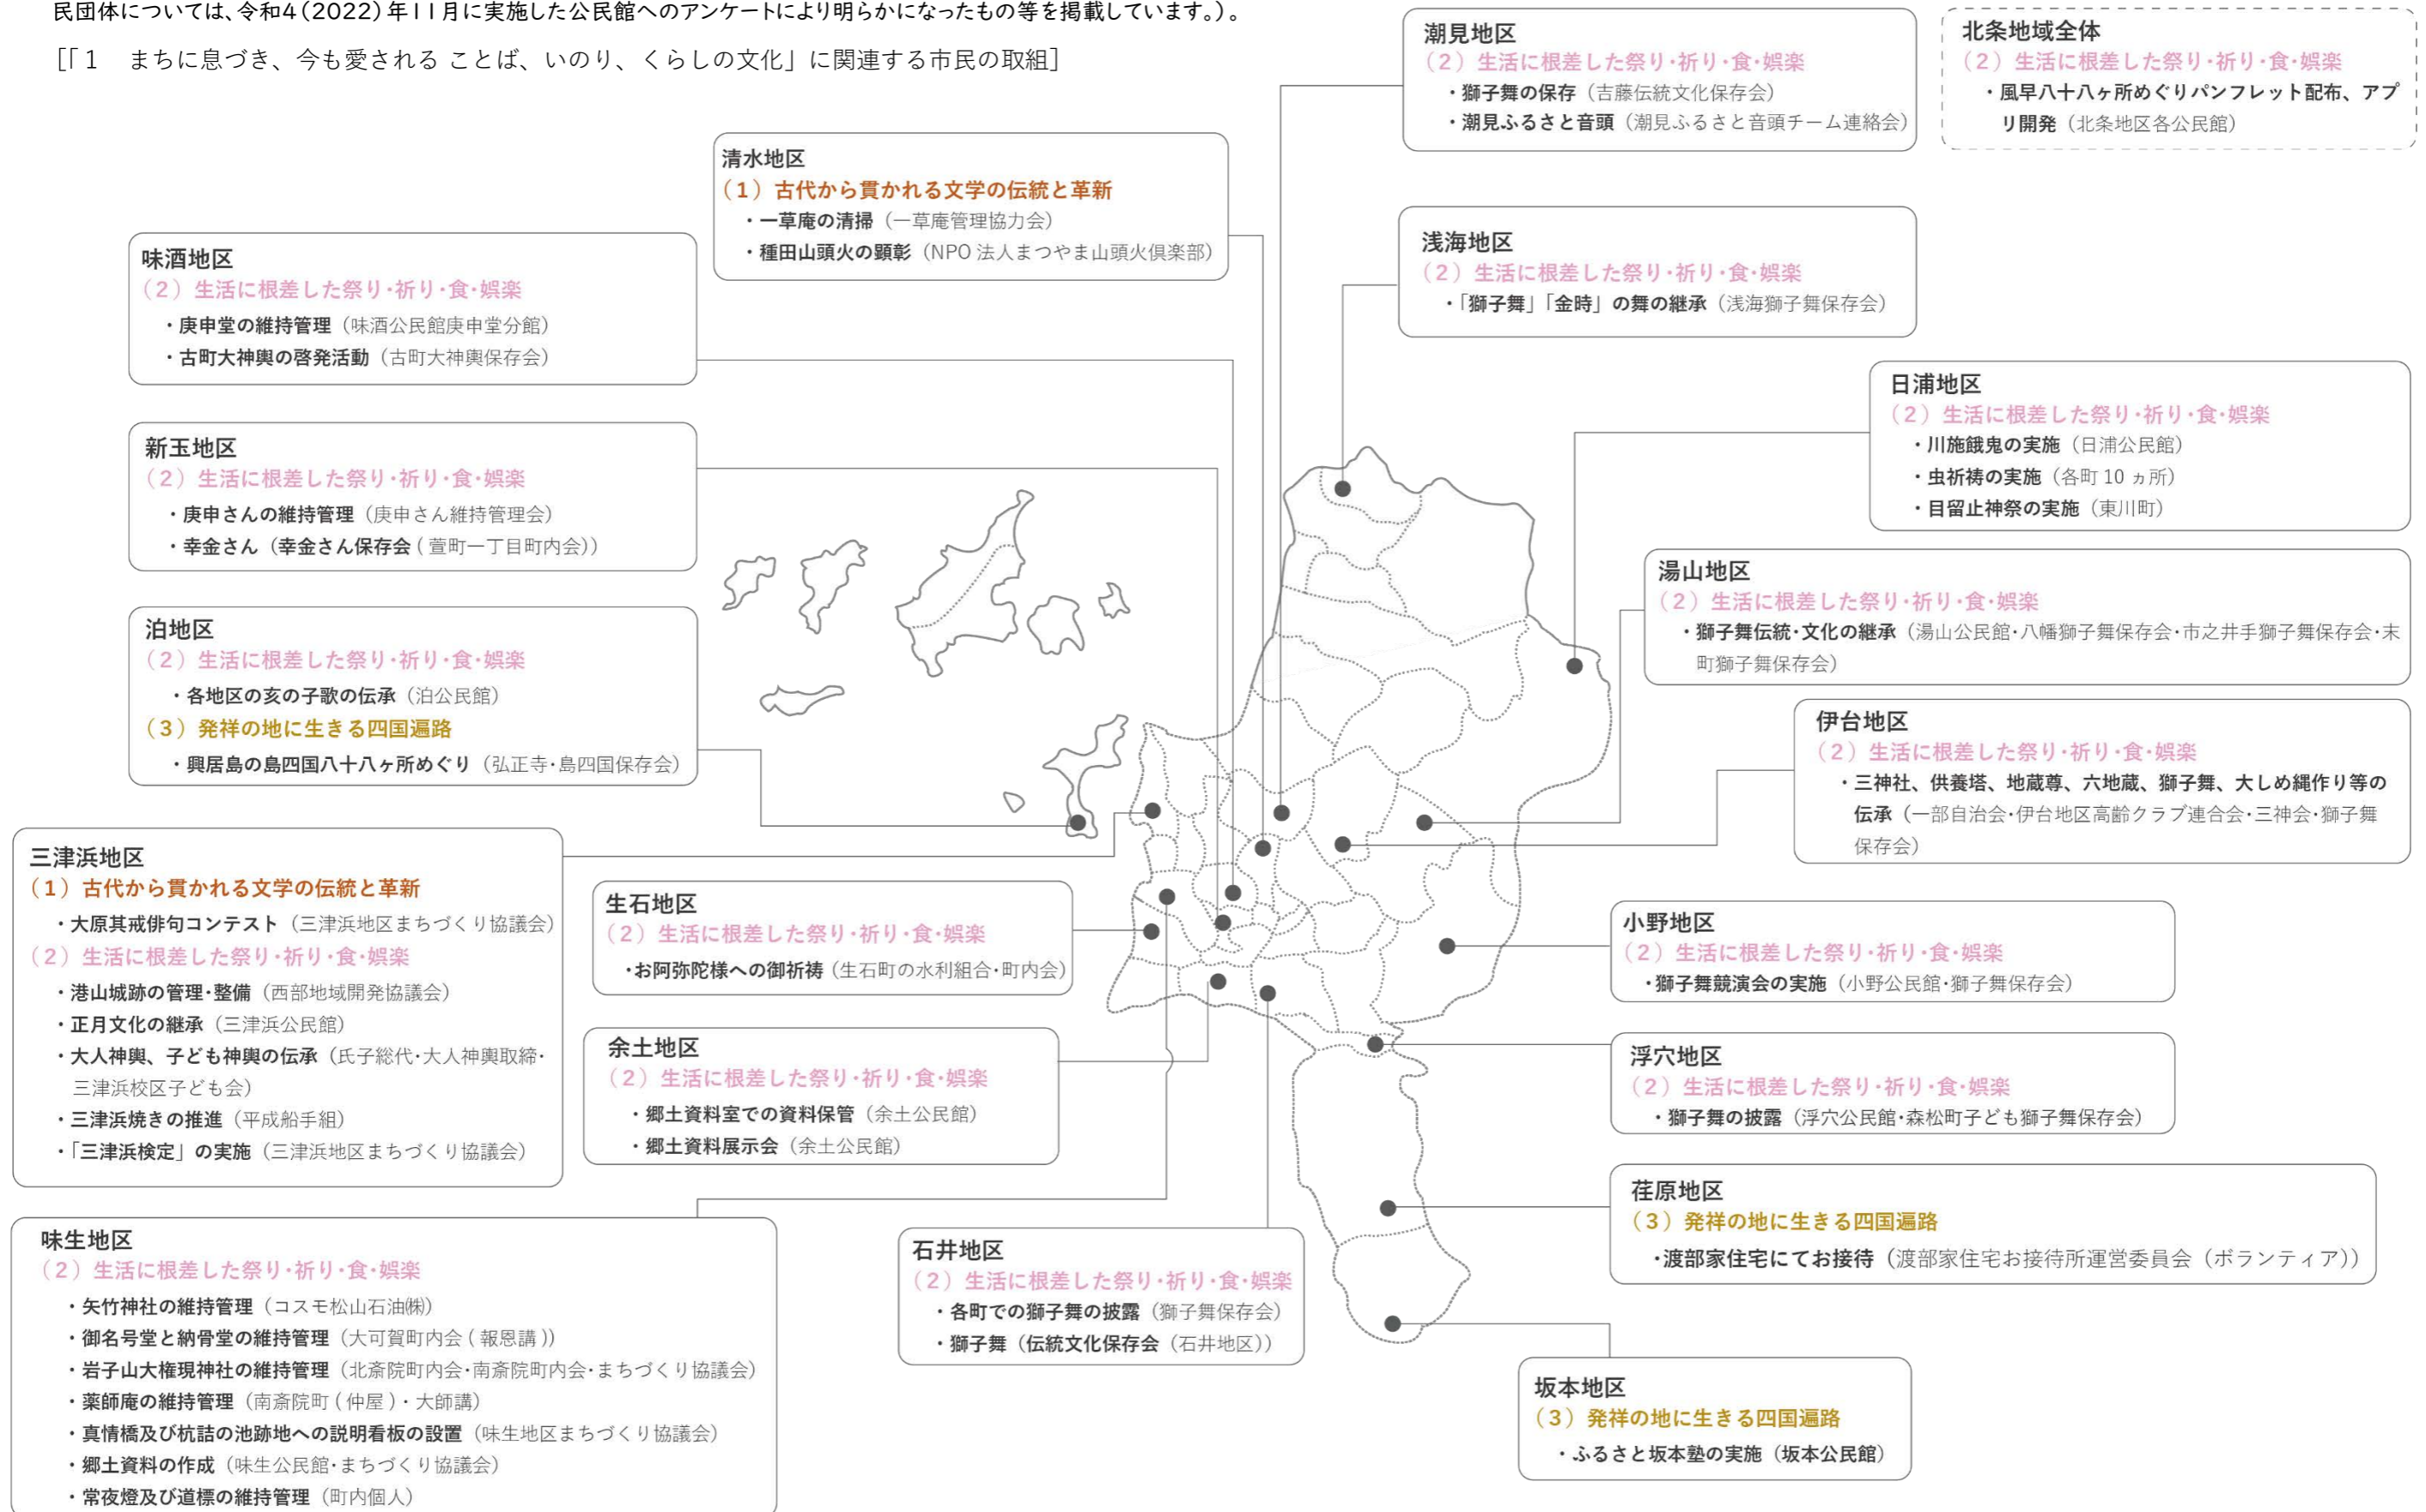 民団体については、令和4(2022)年11月に実施した公民館へのアンケートにより明らかになったもの等を掲載しています。)。
[「1　まちに息づき、今も愛される ことば、いのり、くらしの文化」に関連する市民の取組]
潮見地区
(2)生活に根差した祭り・祈り・食・娯楽
・獅子舞の保存(吉藤伝統文化保存会)
・潮見ふるさと音頭(潮見ふるさと音頭チーム連絡会)
北条地域全体
(2)生活に根差した祭り・祈り・食・娯楽
・風早八十八ヶ所めぐりパンフレット配布、アプ
リ開発(北条地区各公民館)
清水地区
(1)古代から貫かれる文学の伝統と革新
・一草庵の清掃(一草庵管理協力会)
・種田山頭火の顕彰(NPO 法人まつやま山頭火倶楽部)
浅海地区
(2)生活に根差した祭り・祈り・食・娯楽
・「獅子舞」「金時」の舞の継承(浅海獅子舞保存会)
味酒地区
(2)生活に根差した祭り・祈り・食・娯楽
・庚申堂の維持管理(味酒公民館庚申堂分館)
・古町大神輿の啓発活動(古町大神輿保存会)
日浦地区
(2)生活に根差した祭り・祈り・食・娯楽
・川施餓鬼の実施(日浦公民館)
・虫祈祷の実施(各町 10 ヵ所)
・目留止神祭の実施(東川町)
新玉地区
(2)生活に根差した祭り・祈り・食・娯楽
・庚申さんの維持管理(庚申さん維持管理会)
・幸金さん(幸金さん保存会(萱町一丁目町内会))
湯山地区
(2)生活に根差した祭り・祈り・食・娯楽
・獅子舞伝統・文化の継承(湯山公民館・八幡獅子舞保存会・市之井手獅子舞保存会・末
町獅子舞保存会)
泊地区
(2)生活に根差した祭り・祈り・食・娯楽
・各地区の亥の子歌の伝承(泊公民館)
(3)発祥の地に生きる四国遍路
・興居島の島四国八十八ヶ所めぐり(弘正寺・島四国保存会)
伊台地区
(2)生活に根差した祭り・祈り・食・娯楽
・三神社、供養塔、地蔵尊、六地蔵、獅子舞、大しめ縄作り等の
伝承(一部自治会・伊台地区高齢クラブ連合会・三神会・獅子舞
保存会)
三津浜地区
(1)古代から貫かれる文学の伝統と革新
・大原其戒俳句コンテスト(三津浜地区まちづくり協議会)
(2)生活に根差した祭り・祈り・食・娯楽
・港山城跡の管理・整備(西部地域開発協議会)
・正月文化の継承(三津浜公民館)
・大人神輿、子ども神輿の伝承(氏子総代・大人神輿取締・
三津浜校区子ども会)
・三津浜焼きの推進(平成船手組)
・「三津浜検定」の実施(三津浜地区まちづくり協議会)
生石地区
(2)生活に根差した祭り・祈り・食・娯楽
・お阿弥陀様への御祈祷(生石町の水利組合・町内会)
小野地区
(2)生活に根差した祭り・祈り・食・娯楽
・獅子舞競演会の実施(小野公民館・獅子舞保存会)
余土地区
(2)生活に根差した祭り・祈り・食・娯楽
・郷土資料室での資料保管(余土公民館)
・郷土資料展示会(余土公民館)
浮穴地区
(2)生活に根差した祭り・祈り・食・娯楽
・獅子舞の披露(浮穴公民館・森松町子ども獅子舞保存会)
荏原地区
(3)発祥の地に生きる四国遍路
・渡部家住宅にてお接待(渡部家住宅お接待所運営委員会(ボランティア))
味生地区
(2)生活に根差した祭り・祈り・食・娯楽
・矢竹神社の維持管理(コスモ松山石油㈱)
・御名号堂と納骨堂の維持管理(大可賀町内会(報恩講))
・岩子山大権現神社の維持管理(北斎院町内会・南斎院町内会・まちづくり協議会)
・薬師庵の維持管理(南斎院町(仲屋)・大師講)
・真情橋及び杭詰の池跡地への説明看板の設置(味生地区まちづくり協議会)
・郷土資料の作成(味生公民館・まちづくり協議会)
・常夜燈及び道標の維持管理(町内個人)
石井地区
(2)生活に根差した祭り・祈り・食・娯楽
・各町での獅子舞の披露(獅子舞保存会)
・獅子舞(伝統文化保存会(石井地区))
坂本地区
(3)発祥の地に生きる四国遍路
・ふるさと坂本塾の実施(坂本公民館)